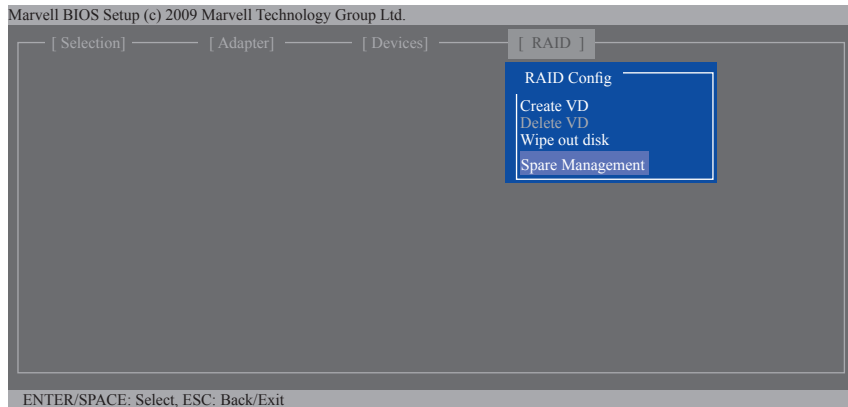 Marvell BIOS Setup (c) 2009 Marvell Technology Group Ltd.
[ Selection] [ Adapter] [ Devices] [ RAID ]
RAID Config
Create VD
Delete VD
Wipe out disk
Spare Management
ENTER/SPACE: Select, ESC: Back/Exit